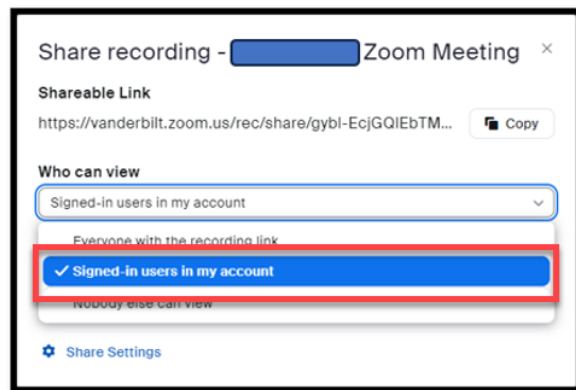 Share recording - Zoom Meeting
Shareable Link
https://vanderbilt.zoom.us/rec/share/gybl-EcjGQlEbTM... Copy
Who can view
Signed-in users in my account
Everyone with the recording link
Signed-in users in my account
Nobody else can view
Share Settings